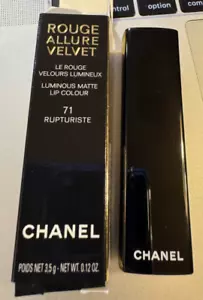 control
option
command
ROUGE
ALLURE
VELVET
LE ROUGE
VELOURS LUMINEUX
LUMINOUS MATTE
LIP COLOUR
71
RUPTURISTE
CHANEL
POIDS NET 3.5 g - NET WT. 0.12 OZ.
CHANEL